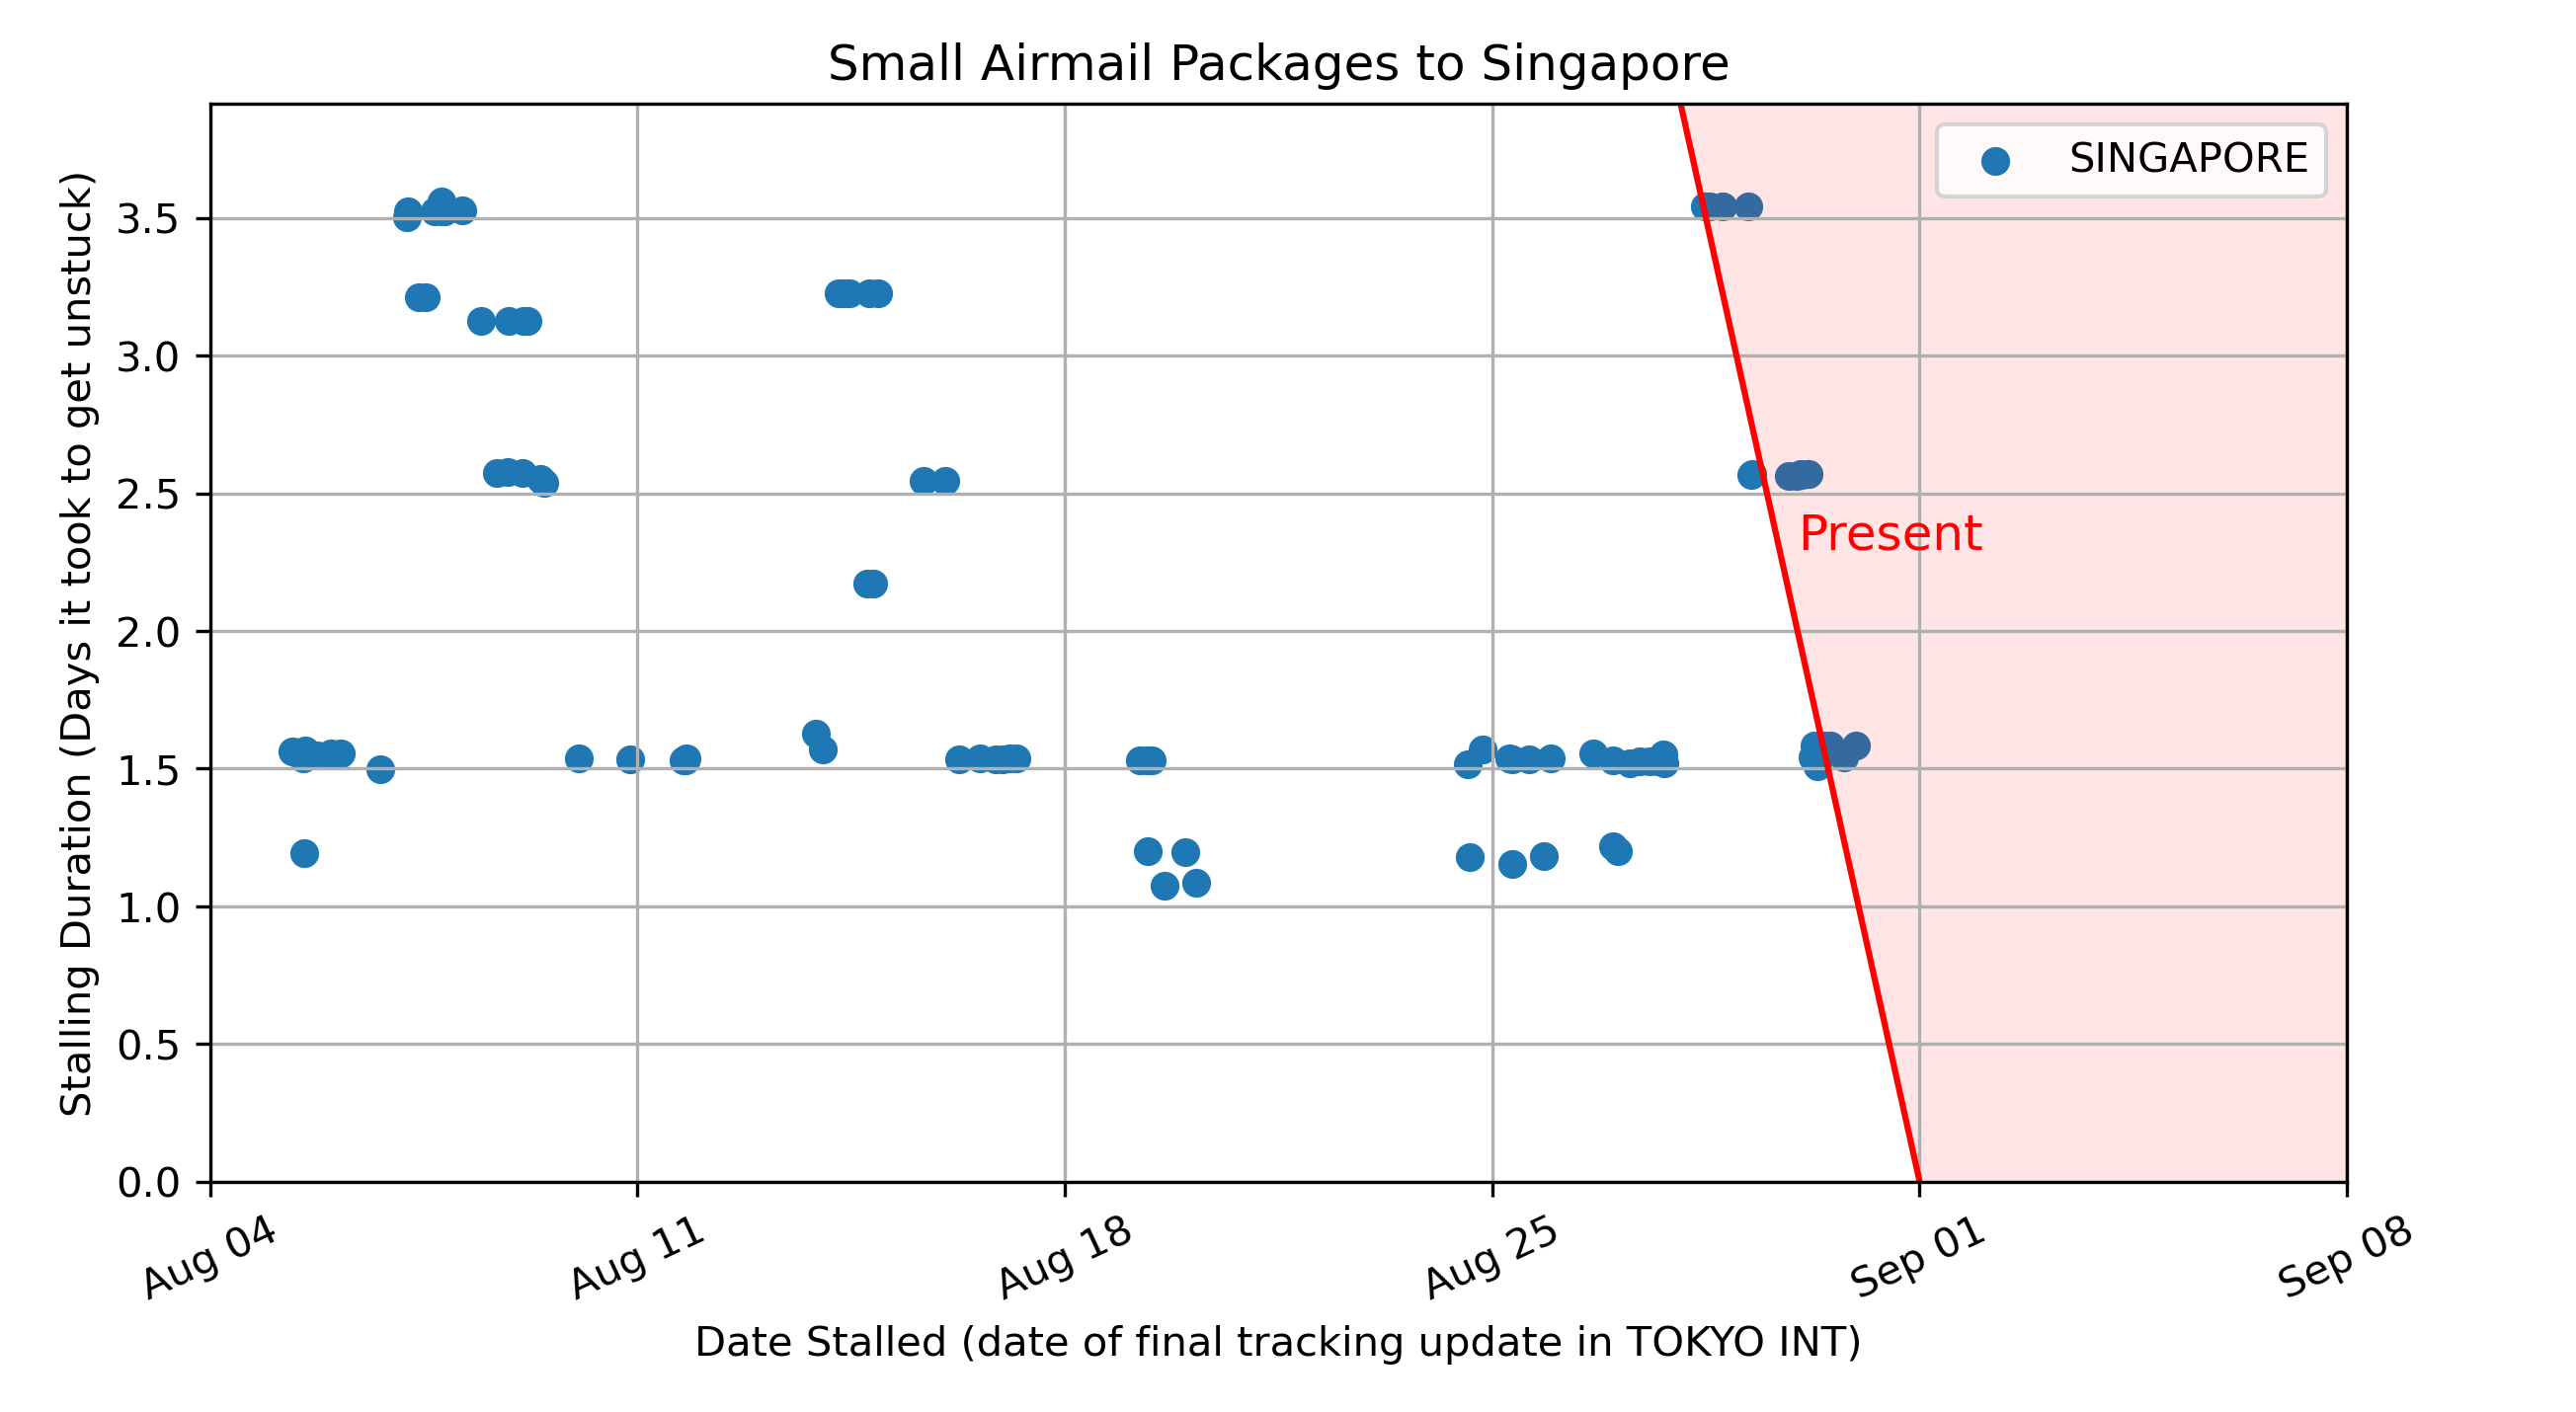 Small Airmail Packages to Singapore
SINGAPORE
Present
Stalling Duration (Days it took to get unstuck)
3.5
3.0
2.5
2.0
1.5
1.0
0.5
0.0
Aug 04
Aug 11
Aug 18
Aug 25
Sep 01
Sep 08
Date Stalled (date of final tracking update in TOKYO INT)